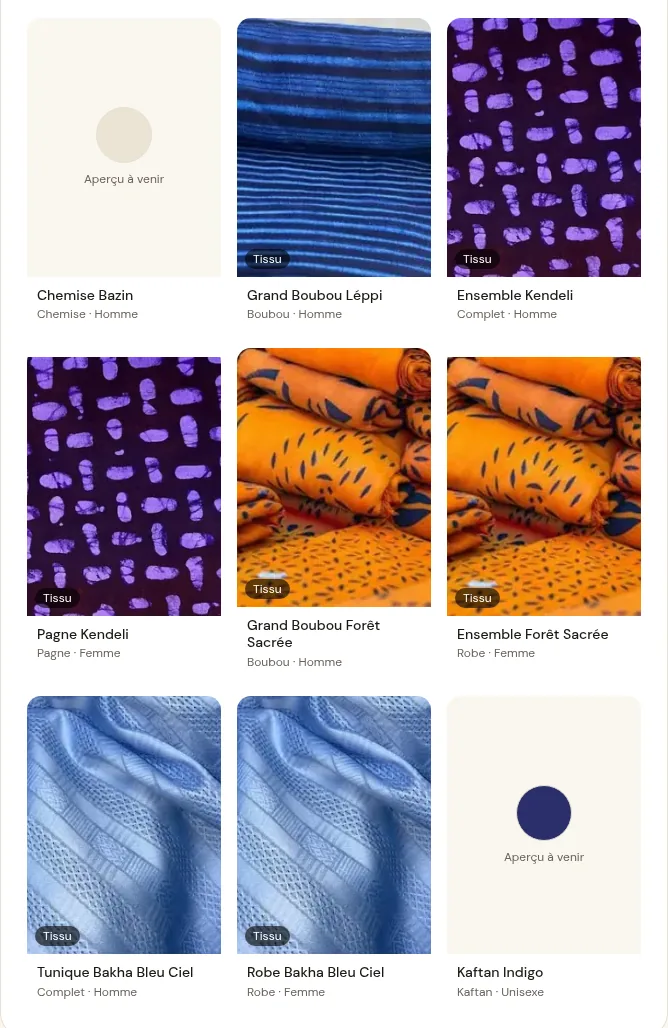 Aperçu à venir
Tissu
Tissu
Chemise Bazin
Chemise · Homme
Grand Boubou Léppi
Boubou · Homme
Ensemble Kendeli
Complet · Homme
Tissu
Tissu
Tissu
Pagne Kendeli
Pagne · Femme
Grand Boubou Forêt
Sacrée
Boubou · Homme
Ensemble Forêt Sacrée
Robe · Femme
Tissu
Tissu
Aperçu à venir
Tunique Bakha Bleu Ciel
Complet · Homme
Robe Bakha Bleu Ciel
Robe · Femme
Kaftan Indigo
Kaftan · Unisexe